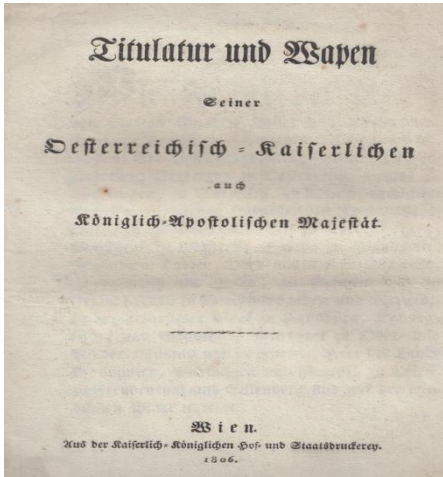 Titulatur und Wapen
Seiner
Oesterreichisch-Kaiserlichen
auch
Königlich-Apostolischen Majestät.
Wien.
Aus der Kaiserlich-Königlichen Hof- und Staatsdruckerey.
1806.